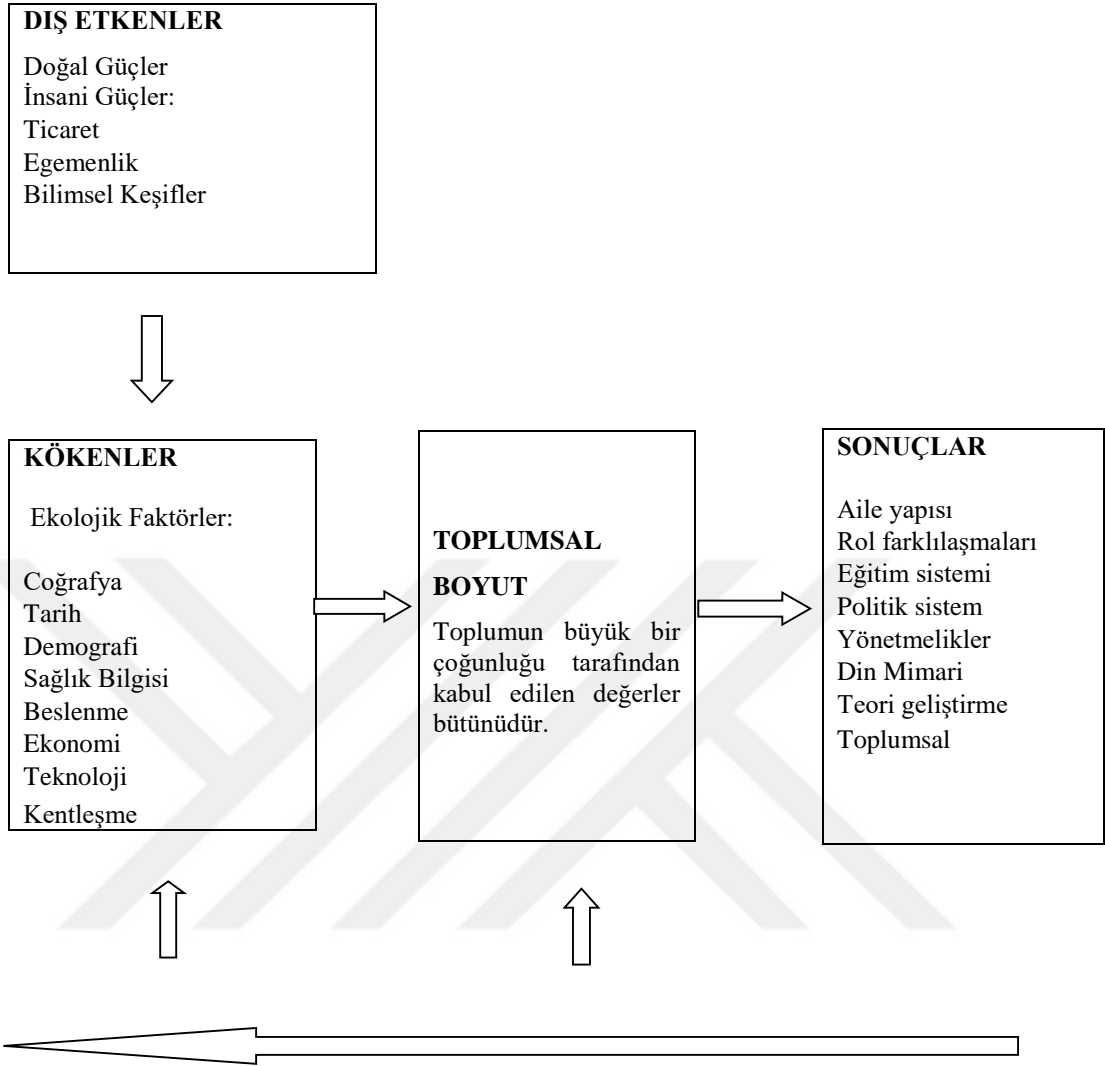 DIŞ ETKENLER
Doğal Güçler
İnsani Güçler:
Ticaret
Egemenlik
Bilimsel Keşifler
KÖKENLER
Ekolojik Faktörler:
Coğrafya
Tarih
Demografi
Sağlık Bilgisi
Beslenme
Ekonomi
Teknoloji
Kentleşme
TOPLUMSAL
BOYUT
Toplumun büyük bir
çoğunluğu tarafından
kabul edilen değerler
bütünüdür.
SONUÇLAR
Aile yapısı
Rol farklılaşmaları
Eğitim sistemi
Politik sistem
Yönetmelikler
Din Mimari
Teori geliştirme
Toplumsal